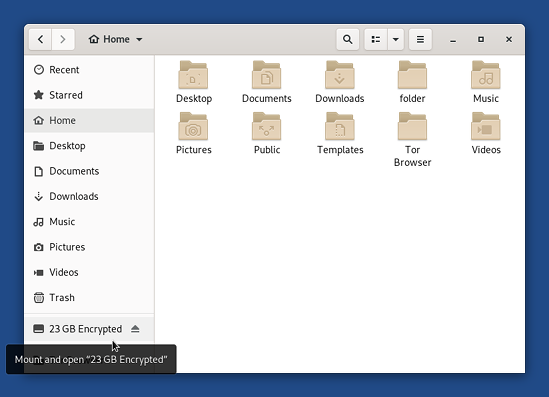 Home
Recent
Starred
Home
Desktop
Documents
Downloads
Music
Pictures
Videos
Trash
23 GB Encrypted
Mount and open “23 GB Encrypted”
Desktop
Documents
Downloads
folder
Music
Pictures
Public
Templates
Tor
Browser
Videos